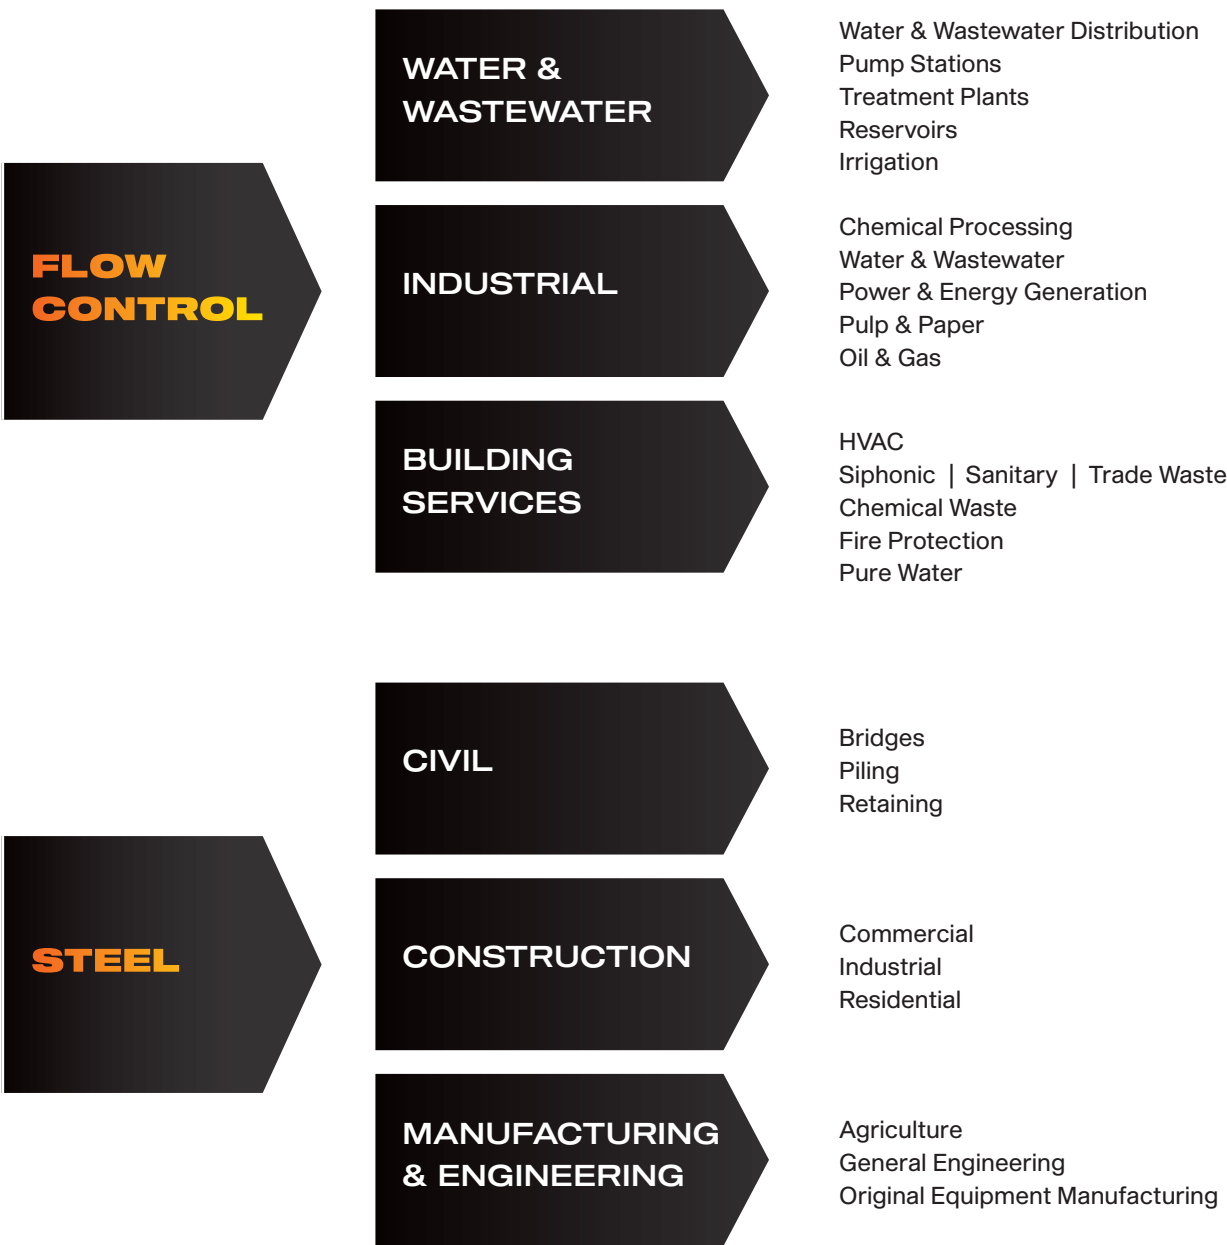 FLOW
CONTROL
WATER &
WASTEWATER
Water & Wastewater Distribution
Pump Stations
Treatment Plants
Reservoirs
Irrigation
INDUSTRIAL
Chemical Processing
Water & Wastewater
Power & Energy Generation
Pulp & Paper
Oil & Gas
BUILDING
SERVICES
HVAC
Siphonic | Sanitary | Trade Waste
Chemical Waste
Fire Protection
Pure Water
STEEL
CIVIL
Bridges
Piling
Retaining
CONSTRUCTION
Commercial
Industrial
Residential
MANUFACTURING
& ENGINEERING
Agriculture
General Engineering
Original Equipment Manufacturing